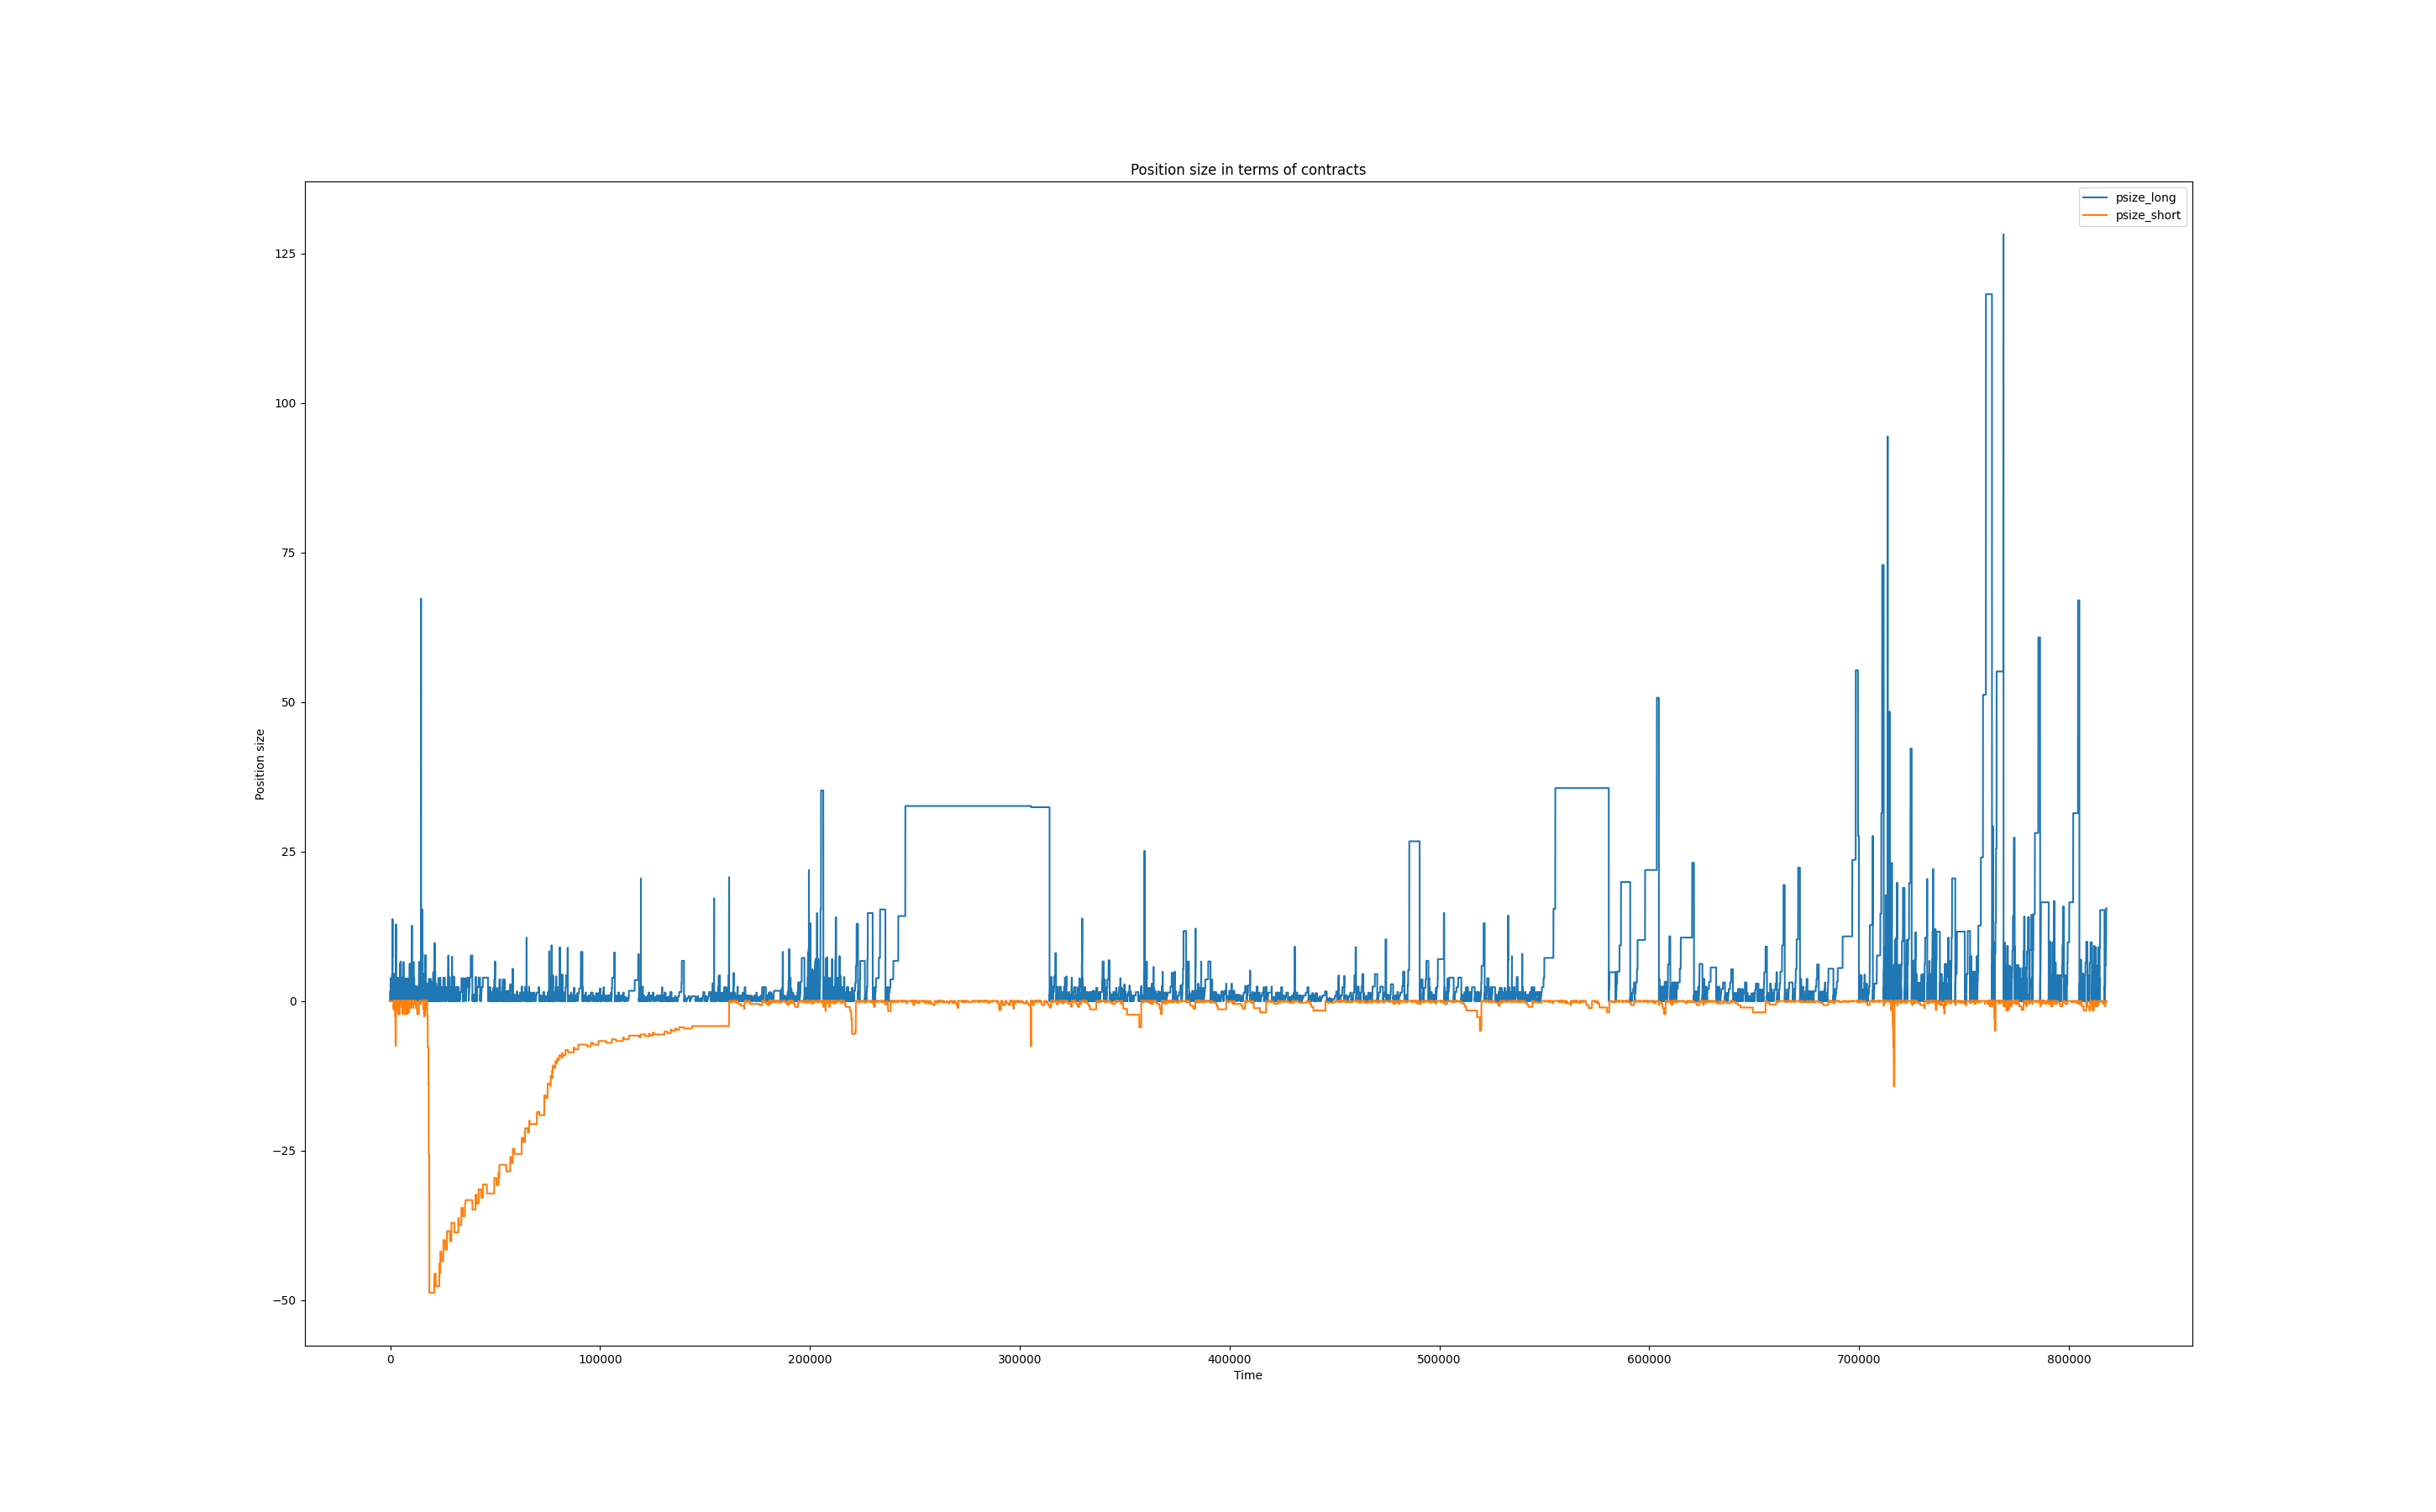 Position size in terms of contracts
psize_long
psize_short
125
100
75
50
25
0
−25
−50
Position size
0 100000 200000 300000 400000 500000 600000 700000 800000
Time